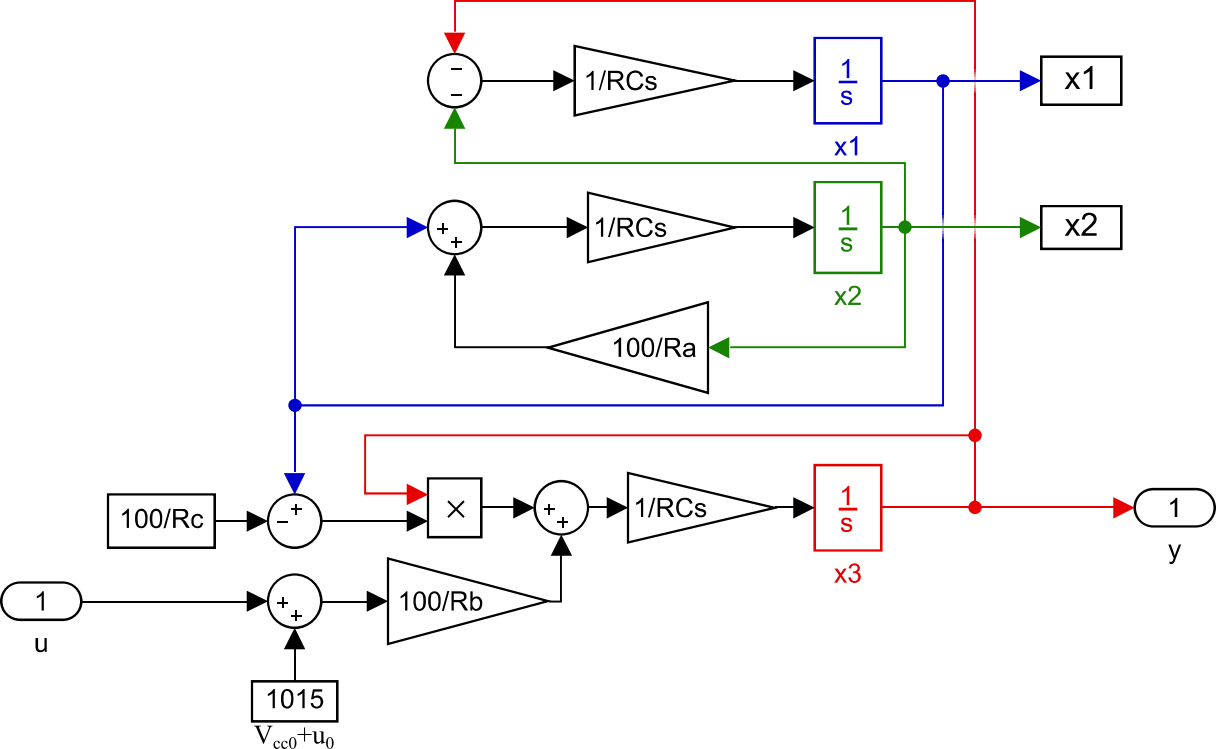 −
−
1/RCs
1
s
x1
x1
+
+
1/RCs
1
s
x2
x2
100/Ra
100/Rc
+
−
×
+
+
1/RCs
1
s
x3
1
y
1
u
+
+
100/Rb
1015
Vcc0+u0